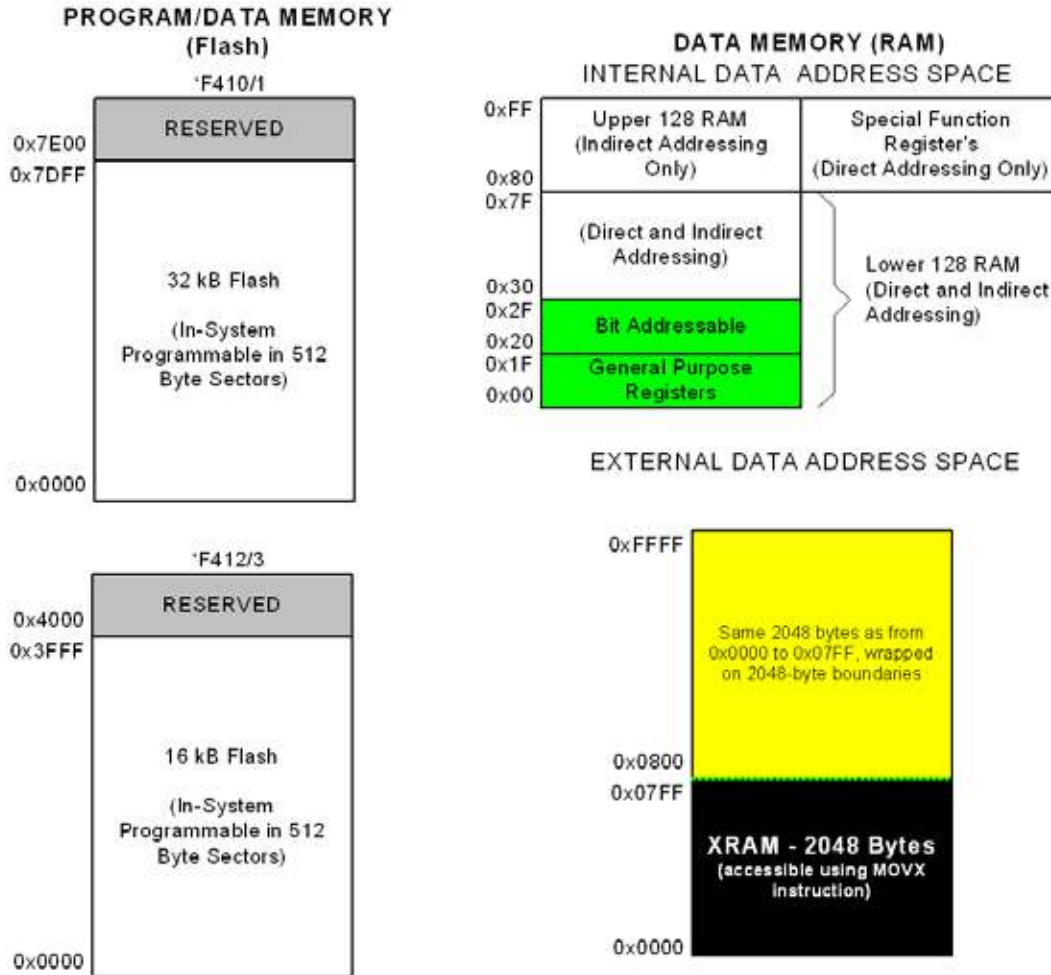 PROGRAM/DATA MEMORY
(Flash)
'F410/1
RESERVED
0x7E00
0x7DFF
32 kB Flash
(In-System
Programmable in 512
Byte Sectors)
0x0000
'F412/3
RESERVED
0x4000
0x3FFF
16 kB Flash
(In-System
Programmable in 512
Byte Sectors)
0x0000
DATA MEMORY (RAM)
INTERNAL DATA ADDRESS SPACE
0xFF
Upper 128 RAM
(Indirect Addressing
Only)
0x80
Special Function
Register's
(Direct Addressing Only)
0x7F
(Direct and Indirect
Addressing)
0x30
Lower 128 RAM
(Direct and Indirect
Addressing)
0x2F
Bit Addressable
0x20
0x1F
General Purpose
Registers
0x00
EXTERNAL DATA ADDRESS SPACE
0xFFFF
Same 2048 bytes as from
0x0000 to 0x07FF, wrapped
on 2048-byte boundaries
0x0800
0x07FF
XRAM - 2048 Bytes
(accessible using MOVX
instruction)
0x0000